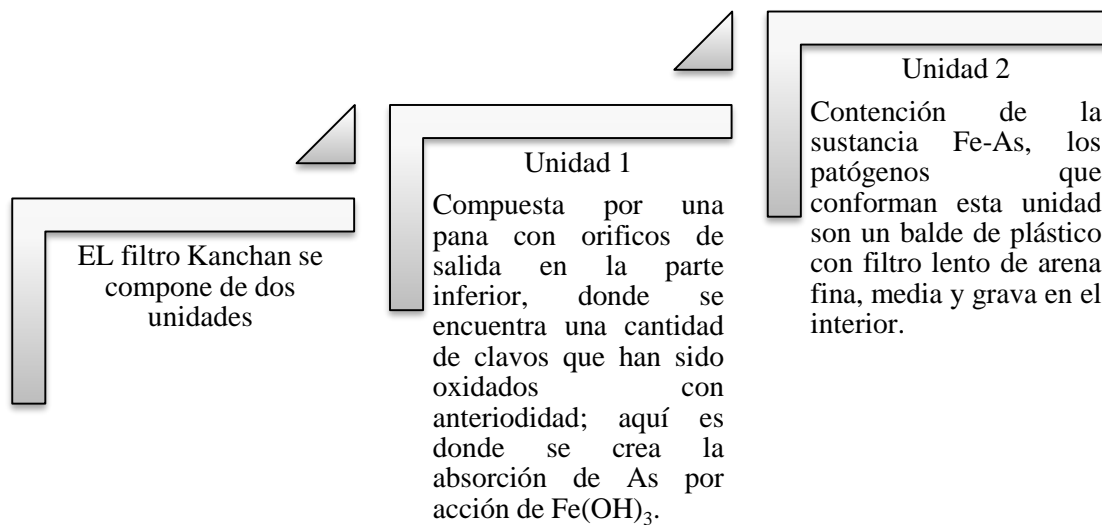 EL filtro Kanchan se
compone de dos
unidades
Unidad 1
Compuesta por una
pana con orificos de
salida en la parte
inferior, donde se
encuentra una cantidad
de clavos que han sido
oxidados con
anteriodidad; aquí es
donde se crea la
absorción de As por
acción de Fe(OH)₃.
Unidad 2
Contención de la
sustancia Fe-As, los
patógenos que
conforman esta unidad
son un balde de plástico
con filtro lento de arena
fina, media y grava en el
interior.